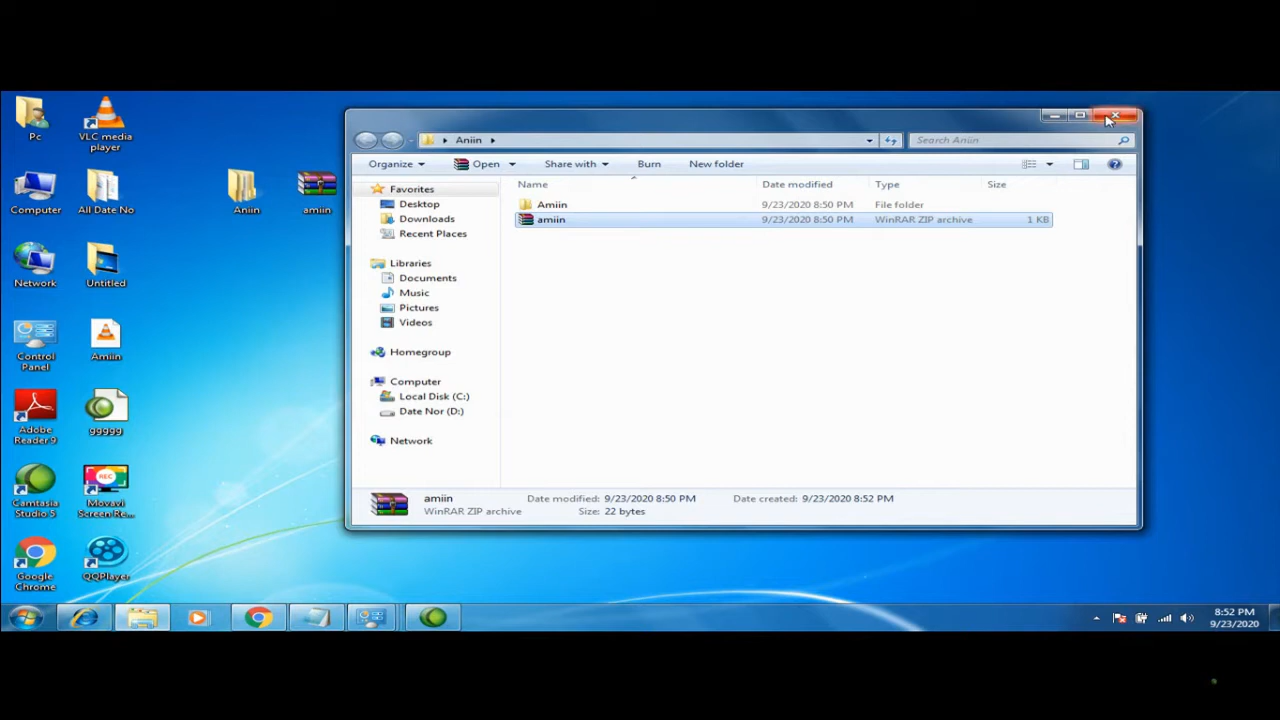 Pc
VLC media
player
Computer
All Date No
Aniin
amiin
Network
Untitled
Control
Panel
Amiin
Adobe
Reader 9
ggggg
Camtasia
Studio 5
Movavi
Screen Re...
Google
Chrome
QQPlayer
Aniin
Search Aniin
Organize
Open
Share with
Burn
New folder
Favorites
Desktop
Downloads
Recent Places
Libraries
Documents
Music
Pictures
Videos
Homegroup
Computer
Local Disk (C:)
Date Nor (D:)
Network
Name Date modified Type Size
Amiin 9/23/2020 8:50 PM File folder
amiin 9/23/2020 8:50 PM WinRAR ZIP archive 1 KB
amiin Date modified: 9/23/2020 8:50 PM Date created: 9/23/2020 8:52 PM
WinRAR ZIP archive Size: 22 bytes
8:52 PM
9/23/2020